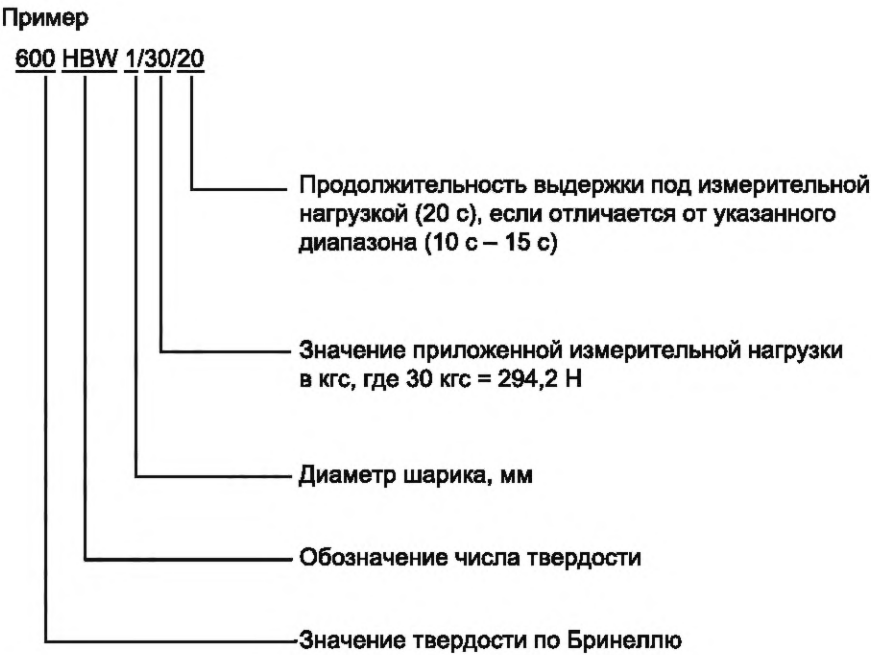 Пример
600 HBW 1/30/20
Продолжительность выдержки под измерительной
нагрузкой (20 с), если отличается от указанного
диапазона (10 с – 15 с)
Значение приложенной измерительной нагрузки
в кгс, где 30 кгс = 294,2 Н
Диаметр шарика, мм
Обозначение числа твердости
Значение твердости по Бринеллю